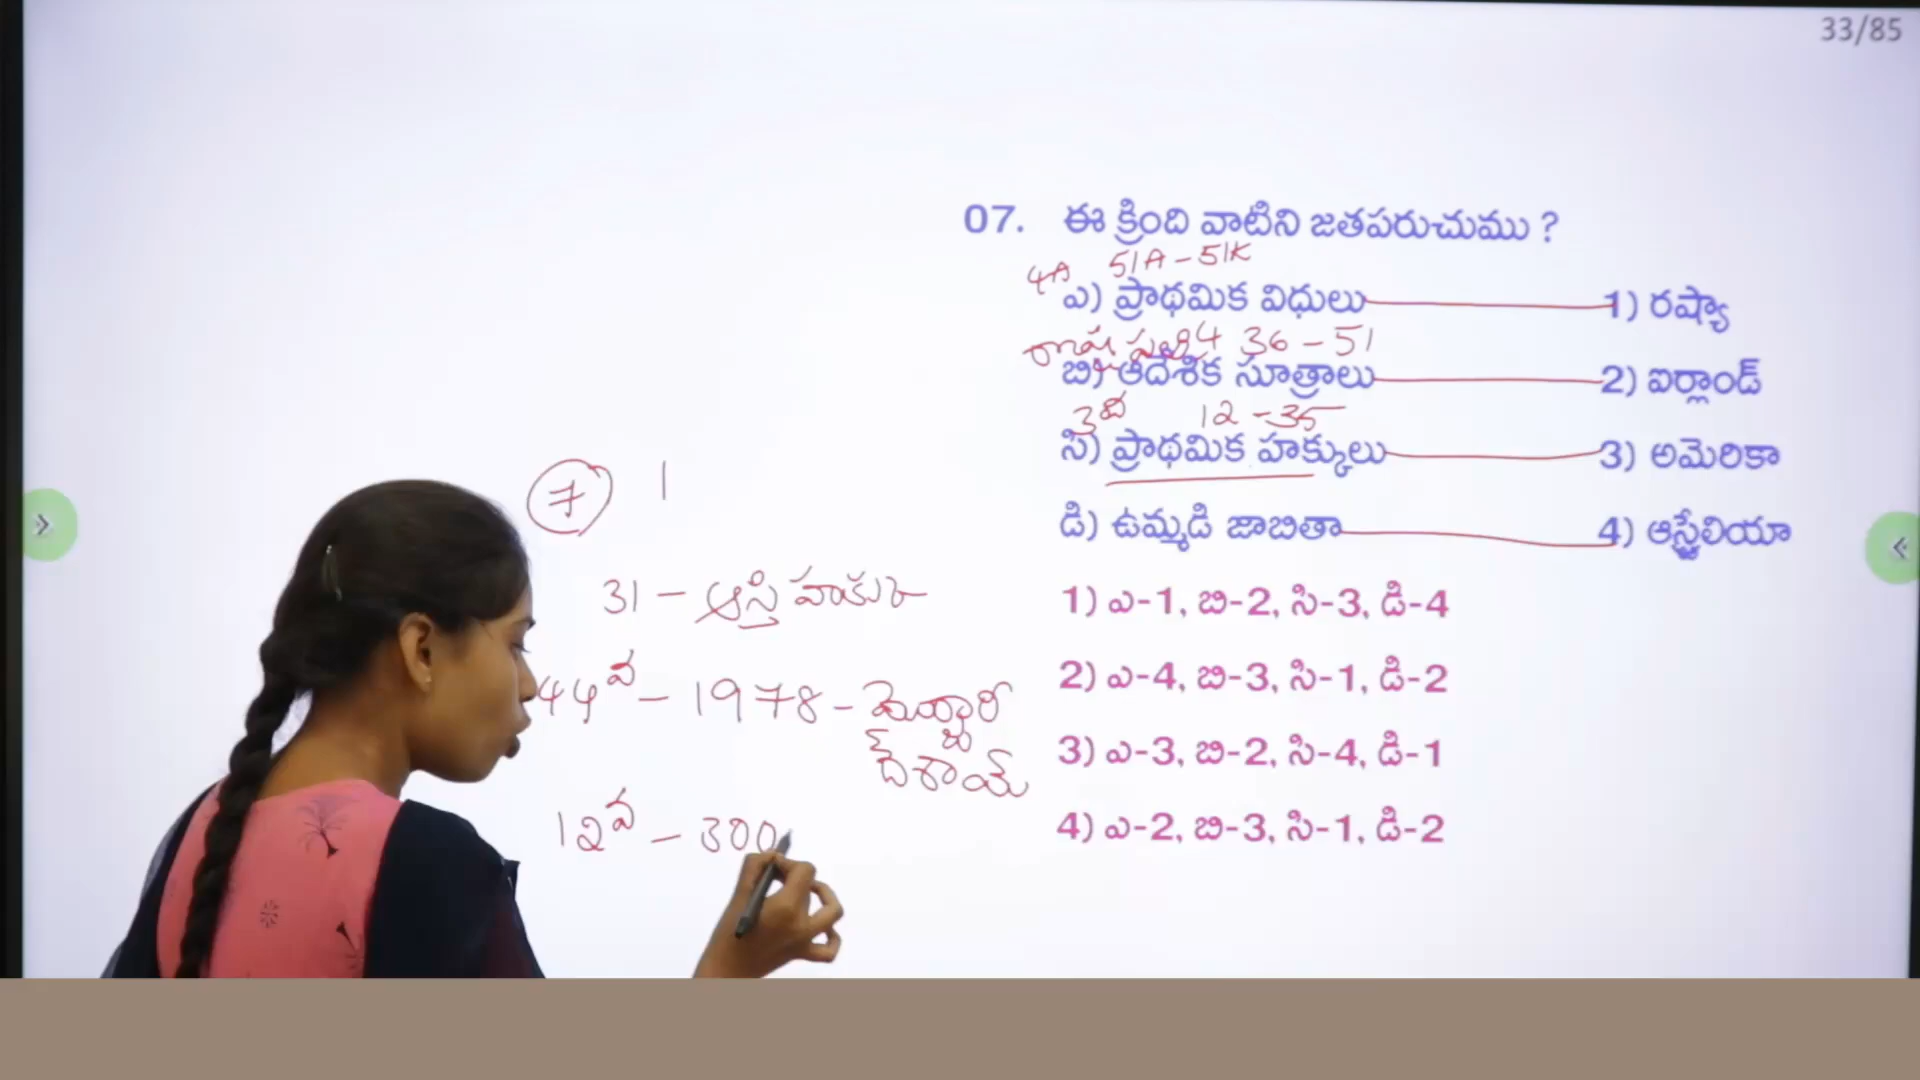 33/85
07. ఈ క్రింది వాటిని జతపరుచుము ?
4A 51A - 51K
ఎ) ప్రాథమిక విధులు 1) రష్యా
4 36 - 51
బి) ఆదేశిక సూత్రాలు 2) ఐర్లాండ్
3వ 12 - 35
సి) ప్రాథమిక హక్కులు 3) అమెరికా
డి) ఉమ్మడి జాబితా 4) ఆస్ట్రేలియా
1) ఎ-1, బి-2, సి-3, డి-4
2) ఎ-4, బి-3, సి-1, డి-2
3) ఎ-3, బి-2, సి-4, డి-1
4) ఎ-2, బి-3, సి-1, డి-2
7 1
31 - ఆస్తి హక్కు
44వ - 1978 - మొరార్జీ
దేశాయ్
12వ - 300